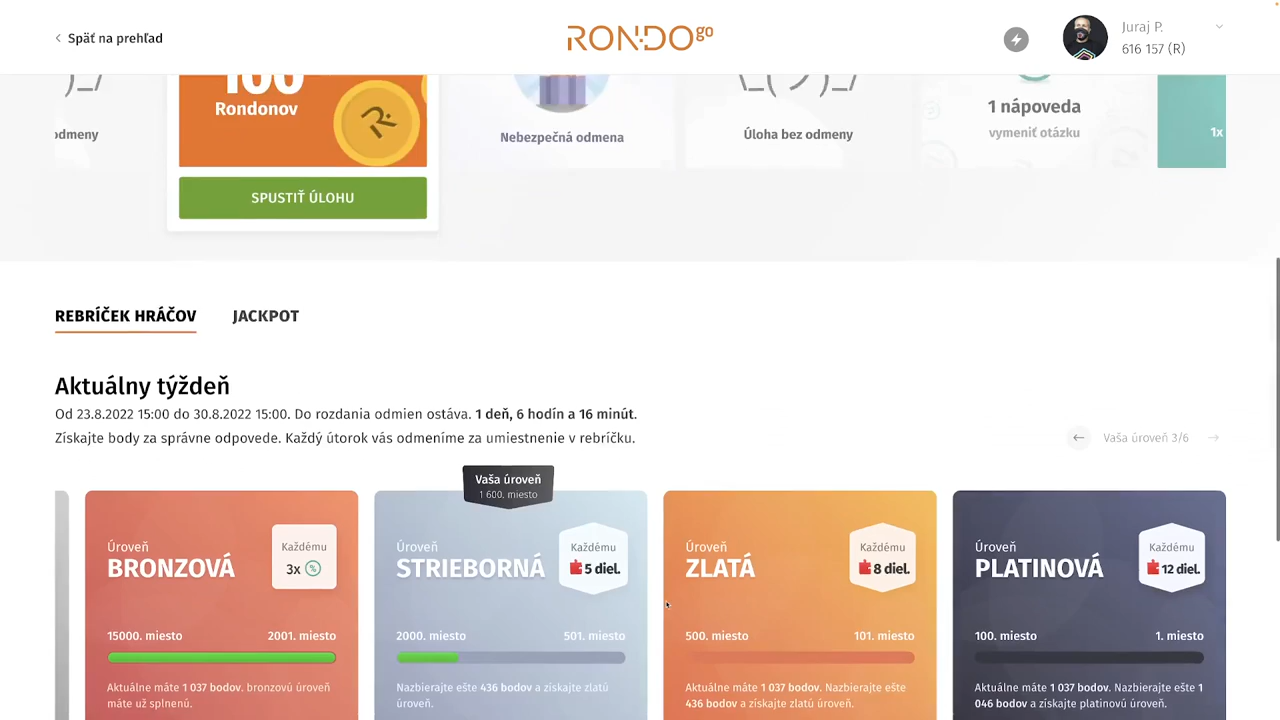 Späť na prehľad
RONDO go
Juraj P.
616 157 (R)
100
Rondonov
odmeny
Nebezpečná odmena
¯\_(ツ)_/¯
Úloha bez odmeny
1 nápoveda
vymeniť otázku
1x
SPUSTIŤ ÚLOHU
REBRÍČEK HRÁČOV
JACKPOT
Aktuálny týždeň
Od 23.8.2022 15:00 do 30.8.2022 15:00. Do rozdania odmien ostáva. 1 deň, 6 hodín a 16 minút.
Získajte body za správne odpovede. Každý útorok vás odmeníme za umiestnenie v rebríčku.
Vaša úroveň 3/6
Vaša úroveň
1 600. miesto
Úroveň
BRONZOVÁ
Každému
3x %
15000. miesto
2001. miesto
Aktuálne máte 1 037 bodov. bronzovú úroveň
máte už splnenú.
Úroveň
STRIEBORNÁ
Každému
5 diel.
2000. miesto
501. miesto
Nazbierajte ešte 436 bodov a získajte zlatú
úroveň.
Úroveň
ZLATÁ
Každému
8 diel.
500. miesto
101. miesto
Aktuálne máte 1 037 bodov. Nazbierajte ešte
436 bodov a získajte zlatú úroveň.
Úroveň
PLATINOVÁ
Každému
12 diel.
100. miesto
1. miesto
Aktuálne máte 1 037 bodov. Nazbierajte ešte 1
046 bodov a získajte platinovú úroveň.